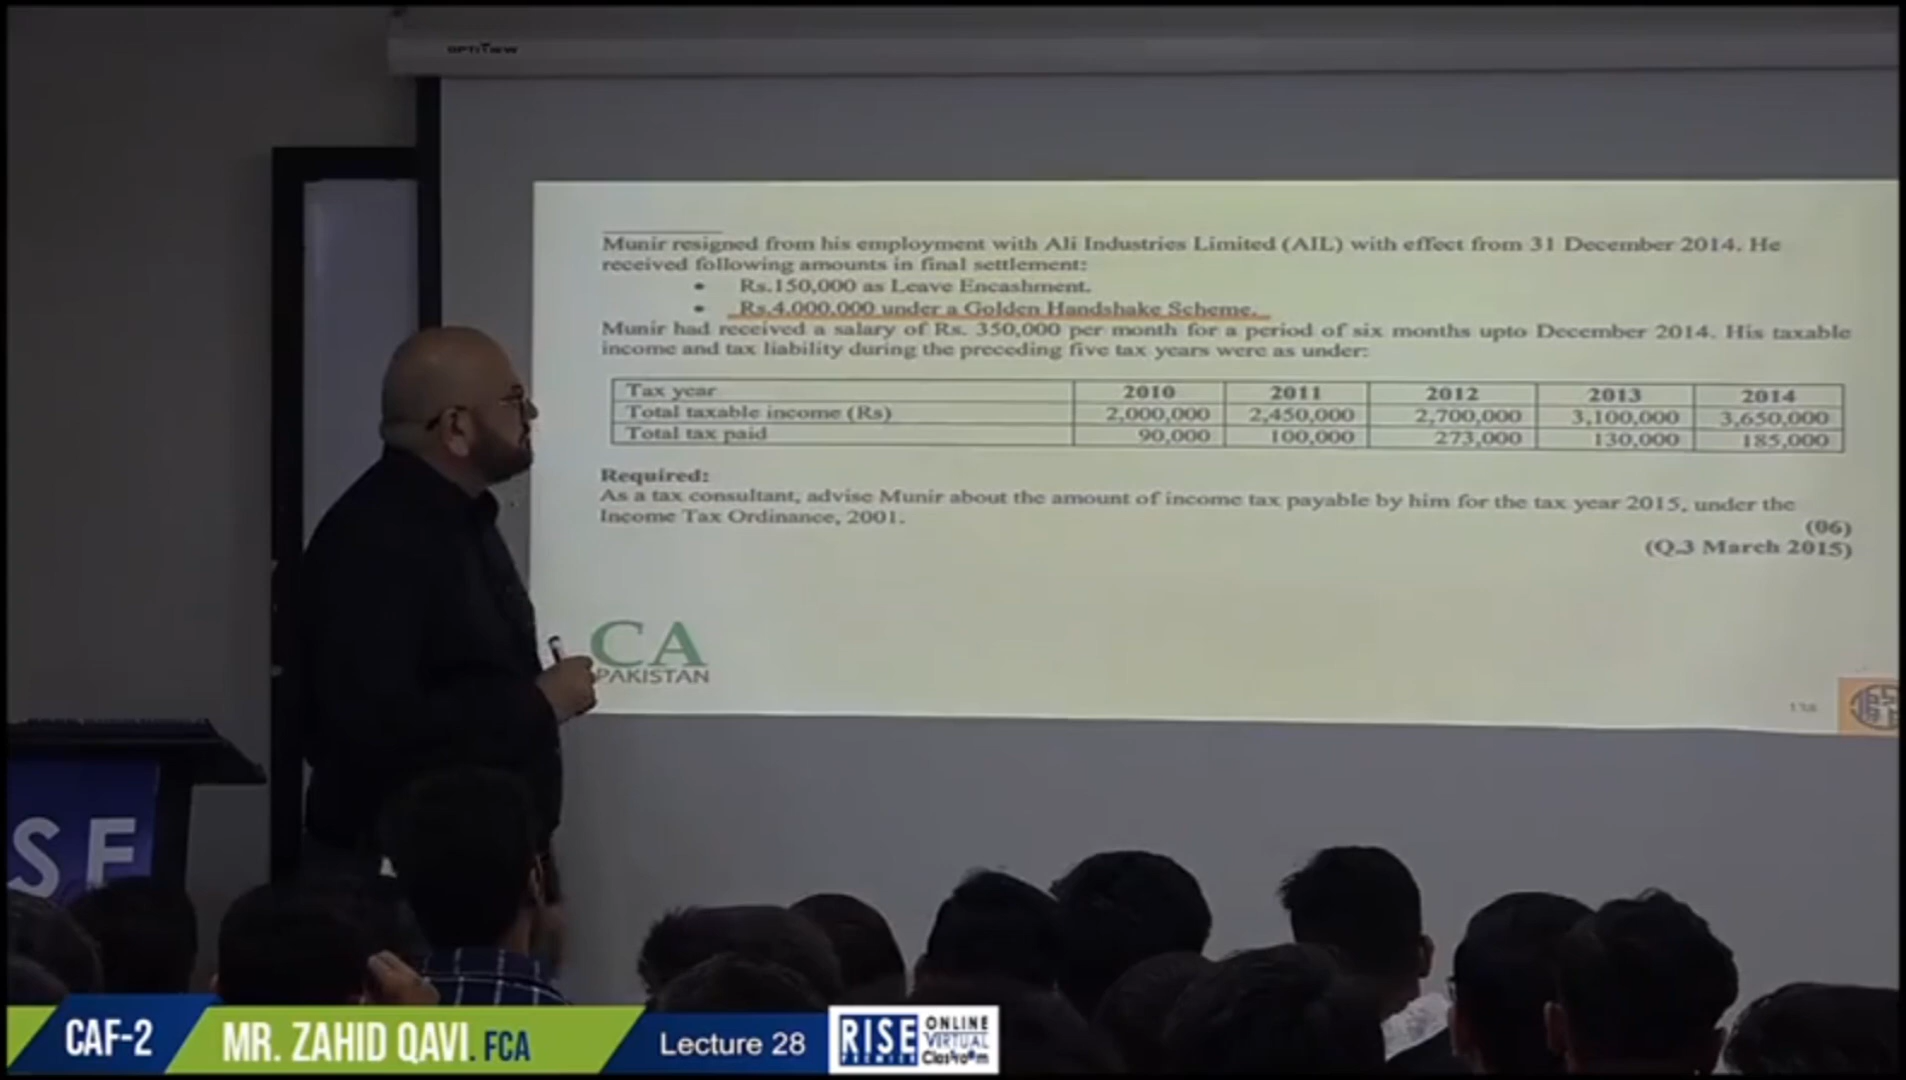 OPTIVIEW
Munir resigned from his employment with Ali Industries Limited (AIL) with effect from 31 December 2014. He
received following amounts in final settlement:
• Rs.150,000 as Leave Encashment.
• Rs.4,000,000 under a Golden Handshake Scheme.
Munir had received a salary of Rs. 350,000 per month for a period of six months upto December 2014. His taxable
income and tax liability during the preceding five tax years were as under:
Tax year 2010 2011 2012 2013 2014
Total taxable income (Rs) 2,000,000 2,450,000 2,700,000 3,100,000 3,650,000
Total tax paid 90,000 100,000 273,000 130,000 185,000
Required:
As a tax consultant, advise Munir about the amount of income tax payable by him for the tax year 2015, under the
Income Tax Ordinance, 2001.
(06)
(Q.3 March 2015)
CA
PAKISTAN
SE
CAF-2
MR. ZAHID QAVI. FCA
Lecture 28
RISE
PREMIER
ONLINE
VIRTUAL
Classroom